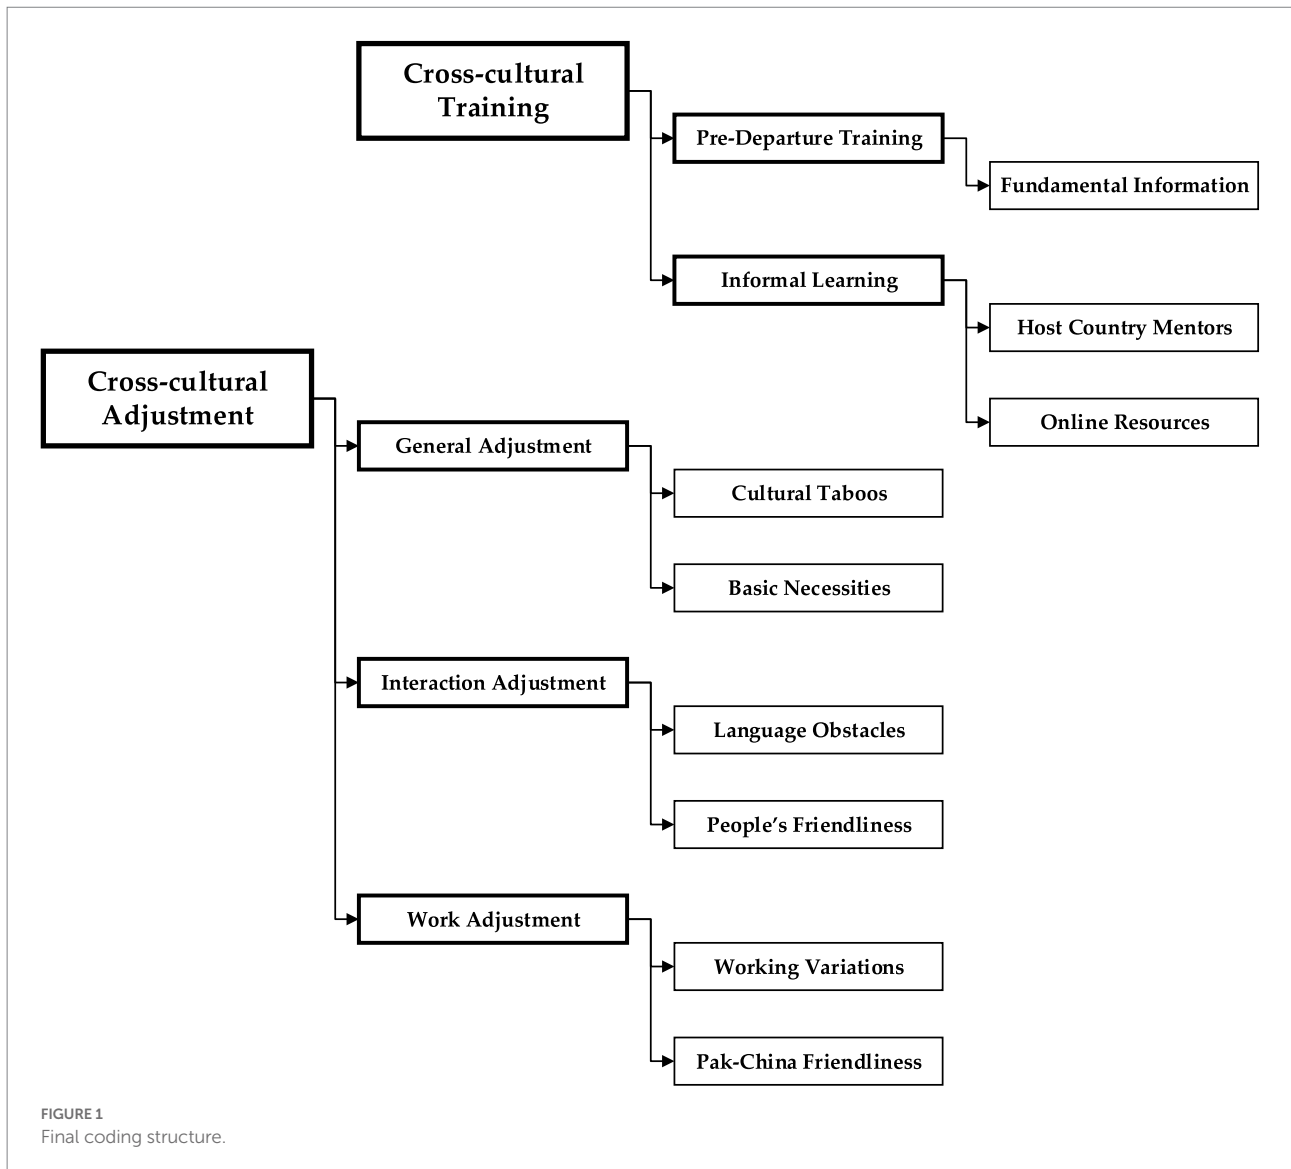 Cross-cultural
Training
Pre-Departure Training
Fundamental Information
Informal Learning
Host Country Mentors
Online Resources
Cross-cultural
Adjustment
General Adjustment
Cultural Taboos
Basic Necessities
Interaction Adjustment
Language Obstacles
People’s Friendliness
Work Adjustment
Working Variations
Pak-China Friendliness
FIGURE 1
Final coding structure.